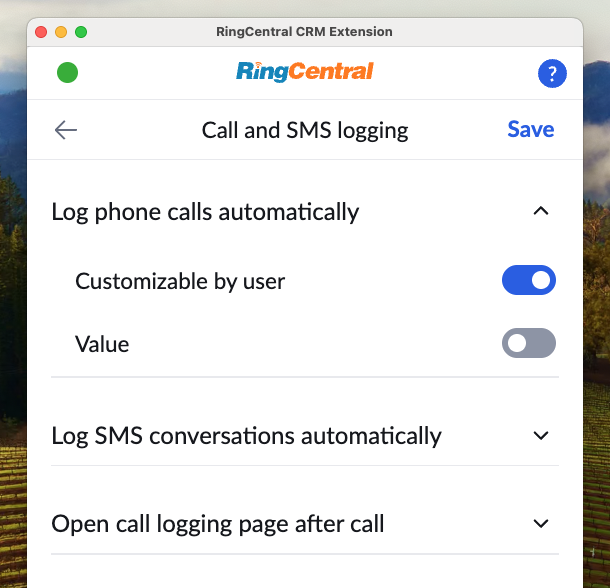 RingCentral CRM Extension
RingCentral
?
Call and SMS logging
Save
Log phone calls automatically
Customizable by user
Value
Log SMS conversations automatically
Open call logging page after call